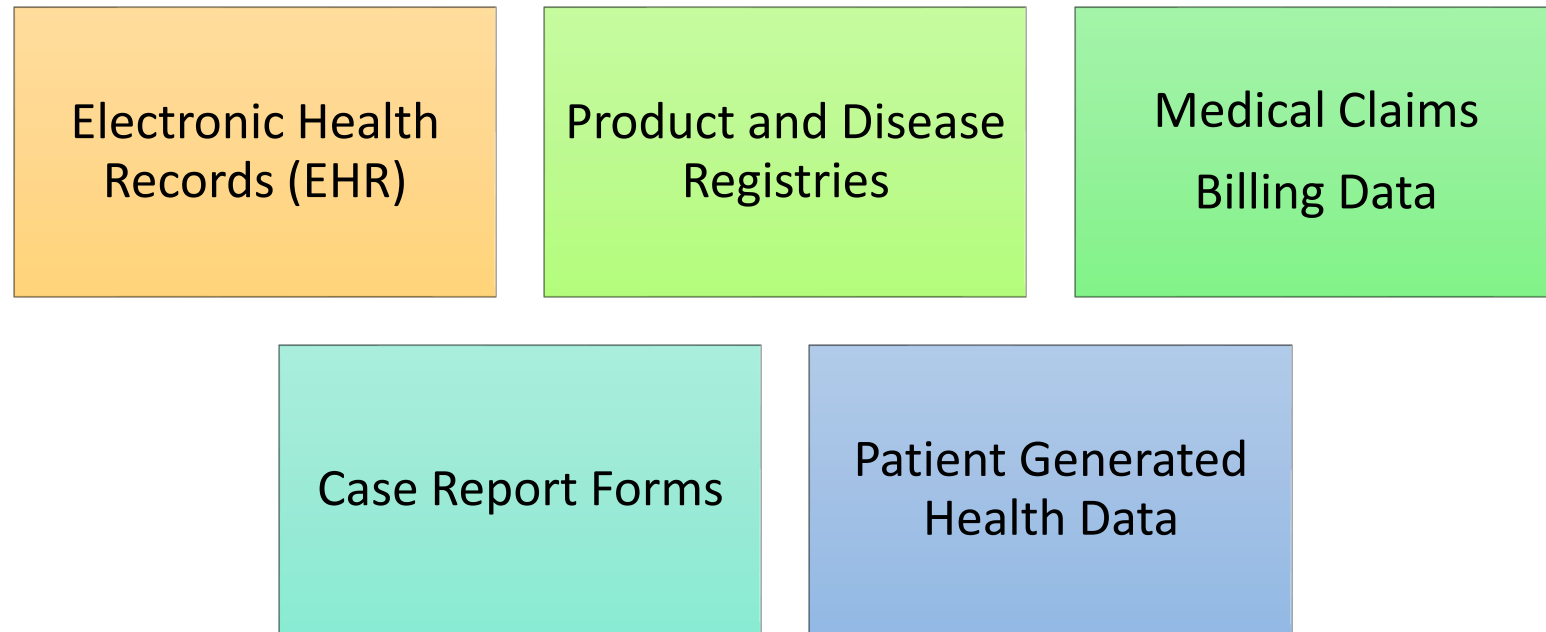 Electronic Health
Records (EHR)
Product and Disease
Registries
Medical Claims
Billing Data
Case Report Forms
Patient Generated
Health Data